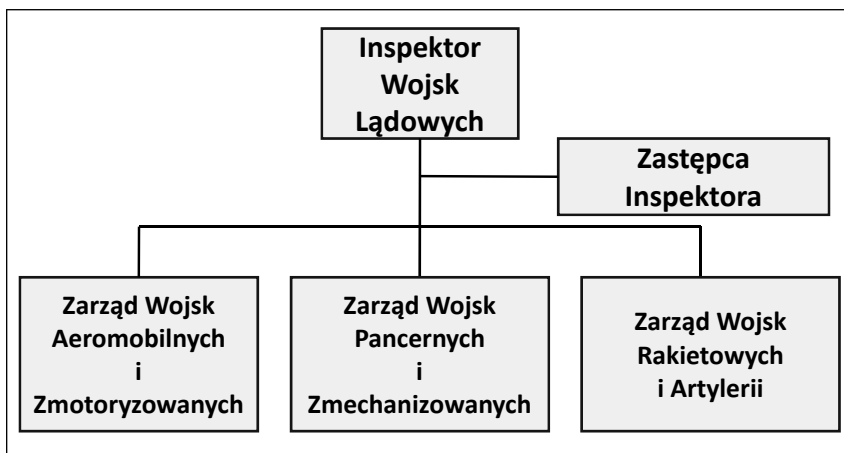 Inspektor
Wojsk
Lądowych
Zastępca
Inspektora
Zarząd Wojsk
Aeromobilnych
i
Zmotoryzowanych
Zarząd Wojsk
Pancernych
i
Zmechanizowanych
Zarząd Wojsk
Rakietowych
i Artylerii